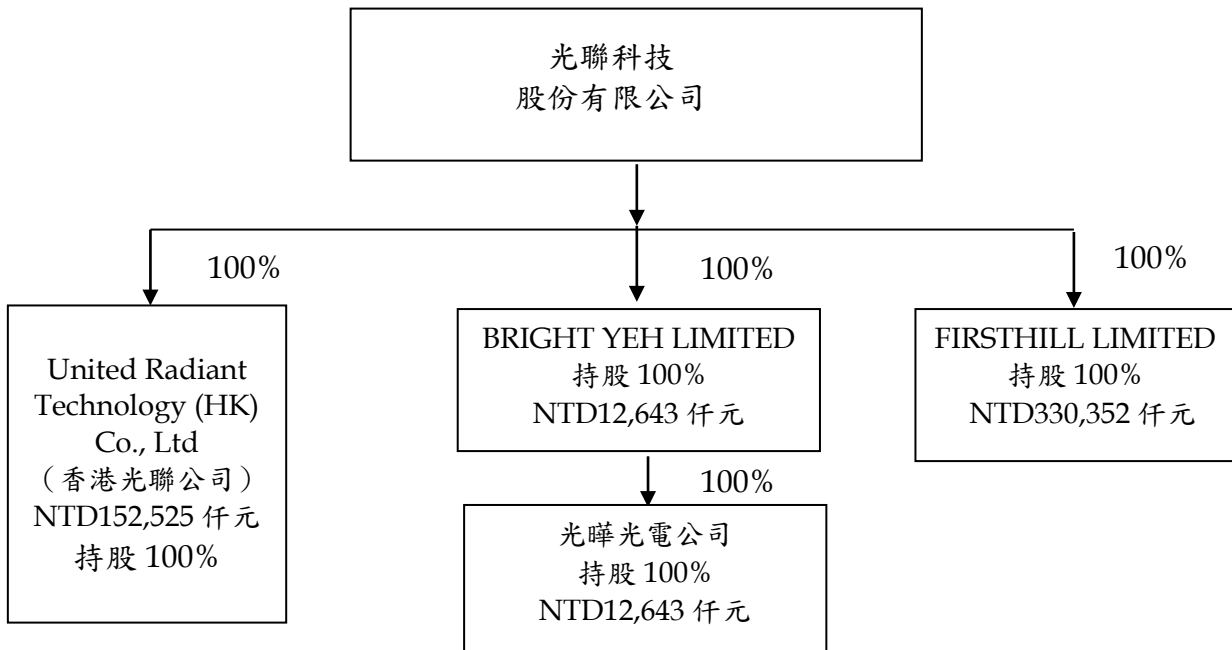 光聯科技
股份有限公司
100%
100%
100%
United Radiant
Technology (HK)
Co., Ltd
（香港光聯公司）
NTD152,525 仟元
持股 100%
BRIGHT YEH LIMITED
持股 100%
NTD12,643 仟元
FIRSTHILL LIMITED
持股 100%
NTD330,352 仟元
100%
光曄光電公司
持股 100%
NTD12,643 仟元